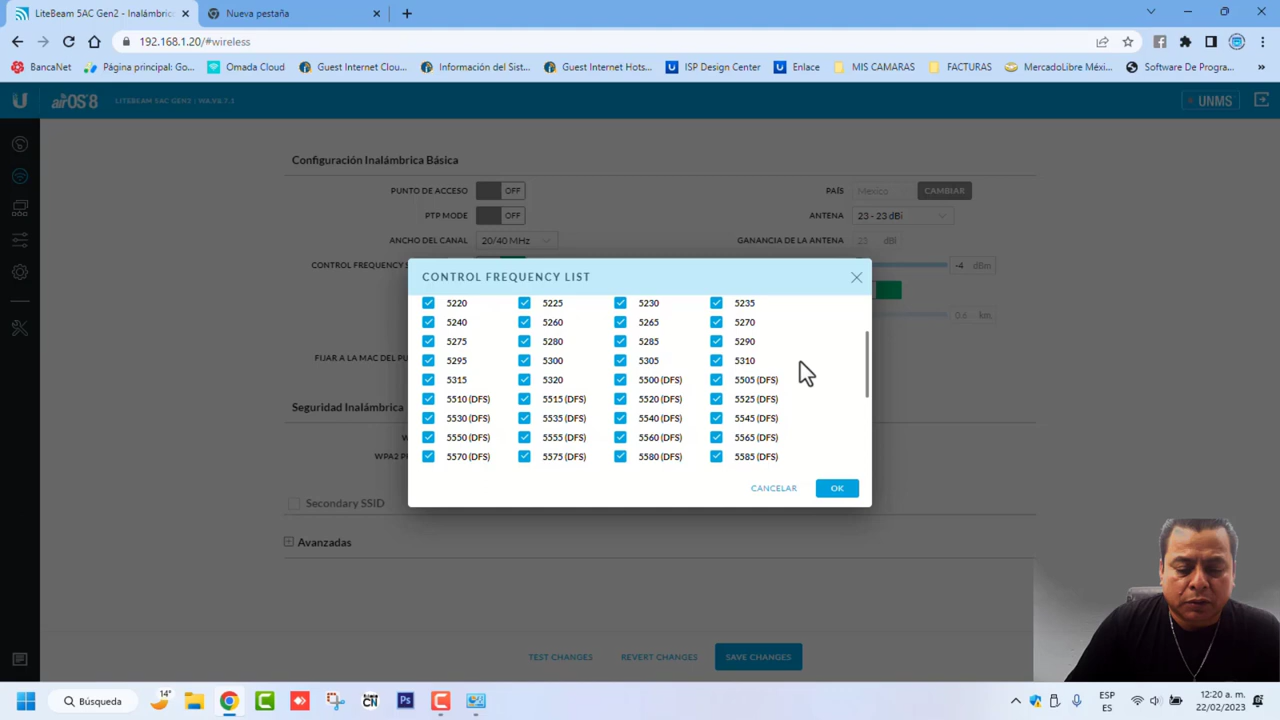 LiteBeam 5AC Gen2 - Inalámbric
Nueva pestaña
192.168.1.20/#wireless
BancaNet
Página principal: Go...
Omada Cloud
Guest Internet Clou...
Información del Sist...
Guest Internet Hots...
ISP Design Center
Enlace
MIS CAMARAS
FACTURAS
MercadoLibre Méxi...
Software De Progra...
airOS 8
LITEBEAM 5AC GEN2 | WA.V8.7.1
UNMS
Configuración Inalámbrica Básica
PUNTO DE ACCESO OFF
PAÍS Mexico CAMBIAR
PTP MODE OFF
ANTENA 23 - 23 dBi
ANCHO DEL CANAL 20/40 MHz
GANANCIA DE LA ANTENA 23 dBi
CONTROL FREQUENCY
-4 dBm
0.6 km.
FIJAR A LA MAC DEL PU
CONTROL FREQUENCY LIST
5220 5225 5230 5235
5240 5260 5265 5270
5275 5280 5285 5290
5295 5300 5305 5310
5315 5320 5500 (DFS) 5505 (DFS)
5510 (DFS) 5515 (DFS) 5520 (DFS) 5525 (DFS)
5530 (DFS) 5535 (DFS) 5540 (DFS) 5545 (DFS)
5550 (DFS) 5555 (DFS) 5560 (DFS) 5565 (DFS)
5570 (DFS) 5575 (DFS) 5580 (DFS) 5585 (DFS)
CANCELAR OK
Seguridad Inalámbrica
WPA2 P
Secondary SSID
Avanzadas
TEST CHANGES REVERT CHANGES SAVE CHANGES
14°
Búsqueda
CN
Ps
ESP
ES
12:20 a. m.
22/02/2023